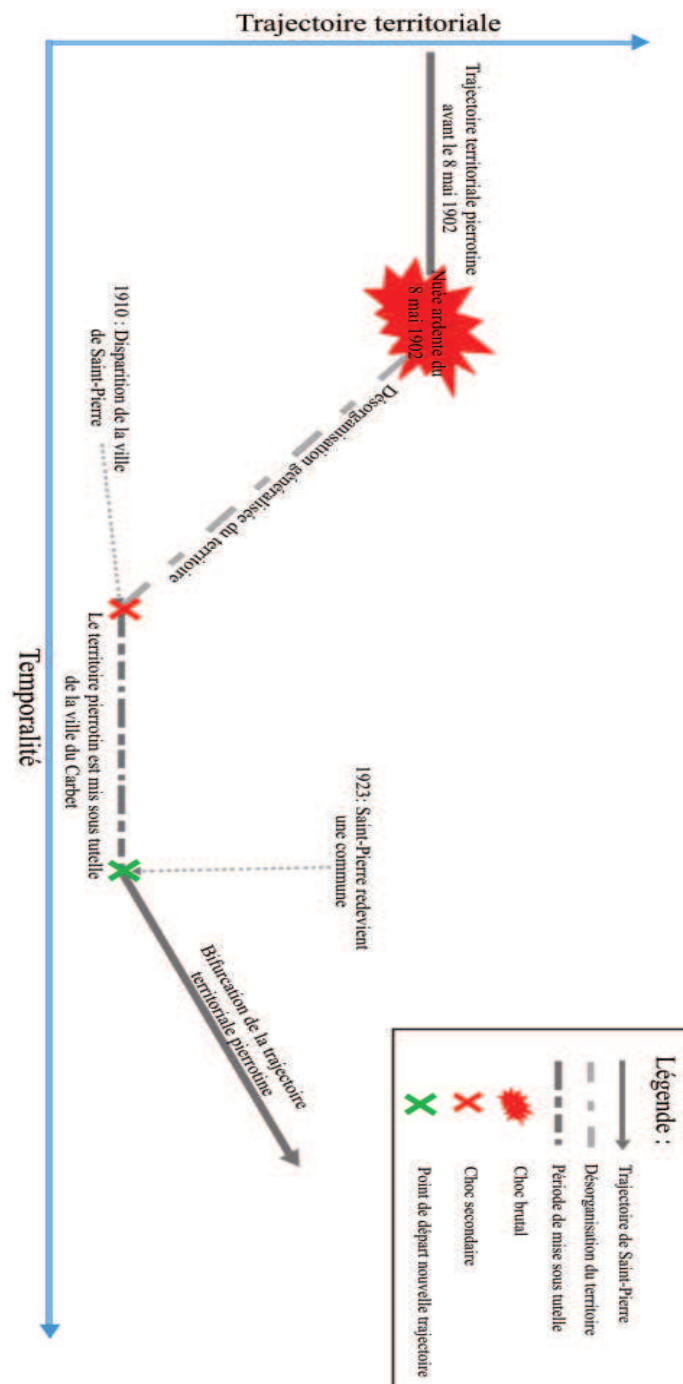 Trajectoire territoriale
Trajectoire territoriale pierrotine
avant le 8 mai 1902
Nuée ardente du
8 mai 1902
Désorganisation généralisée du territoire
1910 : Disparition de la ville
de Saint-Pierre
Le territoire pierrotin est mis sous tutelle
de la ville du Carbet
1923: Saint-Pierre redevient
une commune
Bifurcation de la trajectoire
territoriale pierrotine
Temporalité
Légende :
Trajectoire de Saint-Pierre
Désorganisation du territoire
Période de mise sous tutelle
Choc brutal
Choc secondaire
Point de départ nouvelle trajectoire